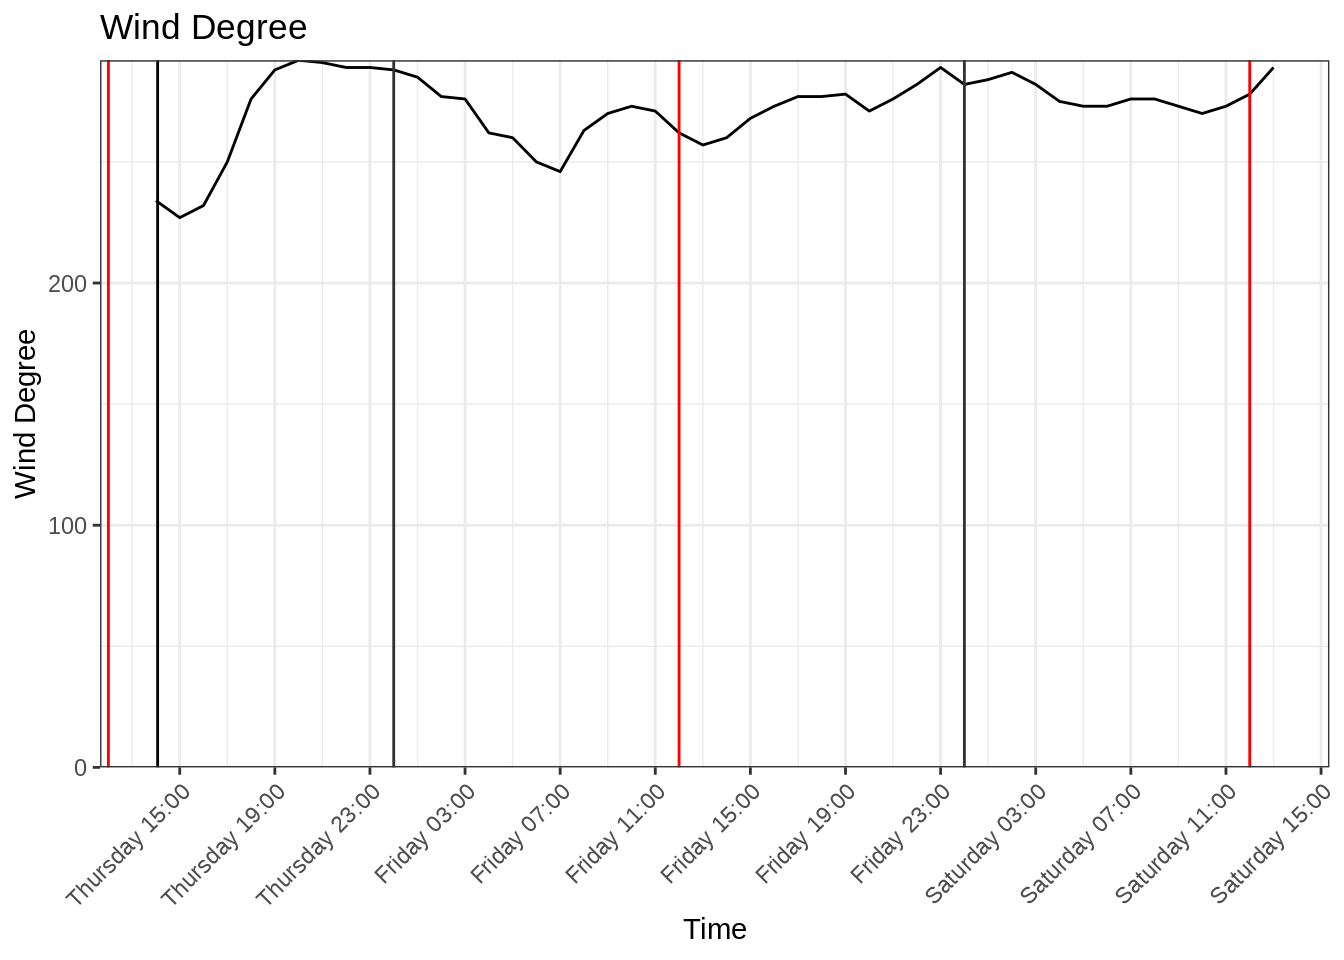 Wind Degree
Wind Degree
200
100
0
Thursday 15:00
Thursday 19:00
Thursday 23:00
Friday 03:00
Friday 07:00
Friday 11:00
Friday 15:00
Friday 19:00
Friday 23:00
Saturday 03:00
Saturday 07:00
Saturday 11:00
Saturday 15:00
Time